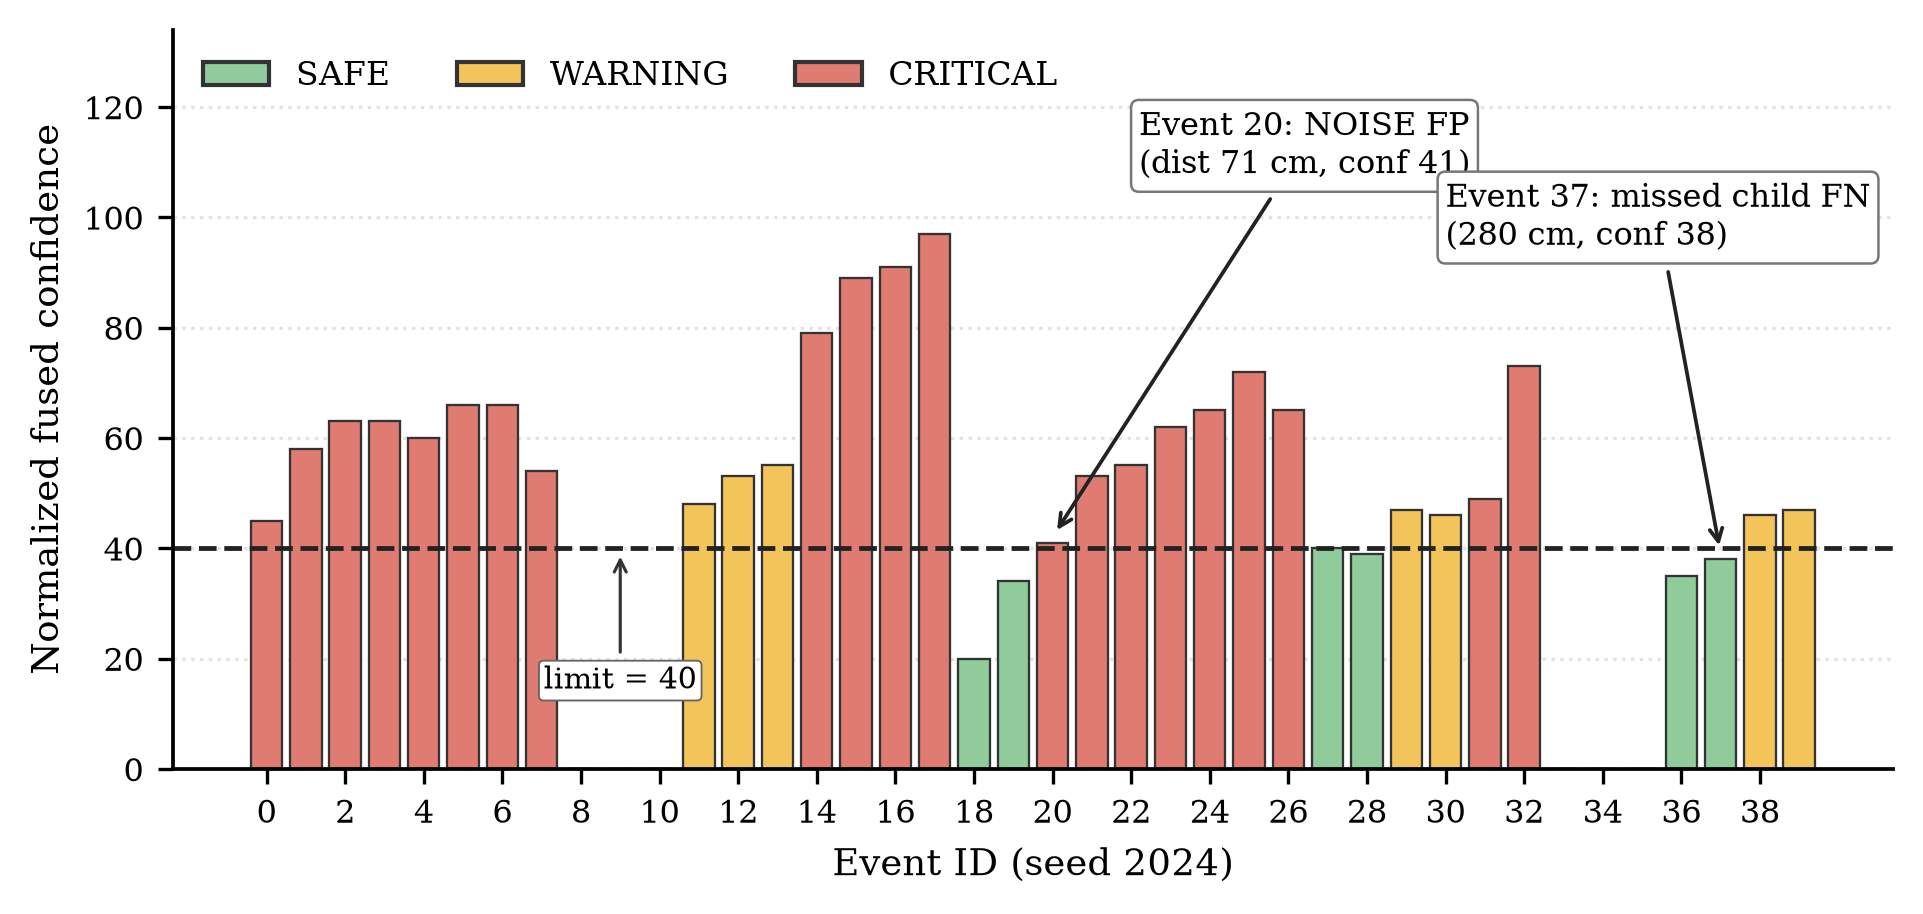 SAFE WARNING CRITICAL
Event 20: NOISE FP
(dist 71 cm, conf 41)
Event 37: missed child FN
(280 cm, conf 38)
limit = 40
Normalized fused confidence
120
100
80
60
40
20
0
0 2 4 6 8 10 12 14 16 18 20 22 24 26 28 30 32 34 36 38
Event ID (seed 2024)